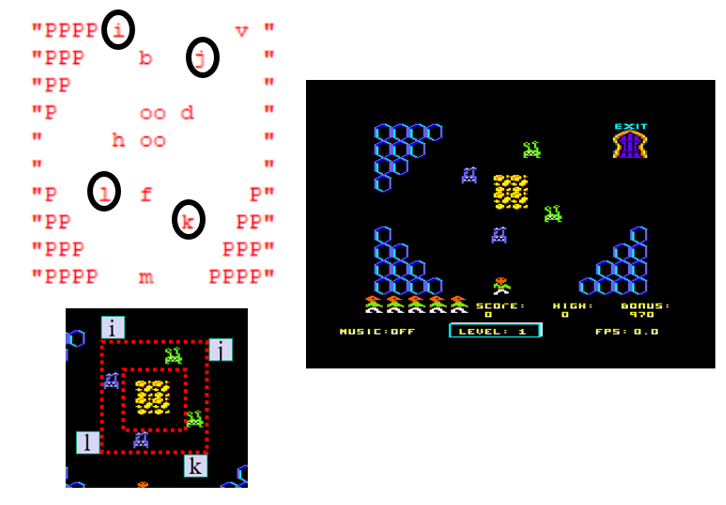 "PPPP i        v "
"PPP    b   j    "
"PP              "
"P      oo d     "
"     h oo       "
"                "
"P   l  f       P"
"PP        k   PP"
"PPP          PPP"
"PPPP   m    PPPP"
i
j
l
k
EXIT
SCORE: HIGH: BONUS:
0 0 970
MUSIC:OFF LEVEL: 1 FPS: 0.0